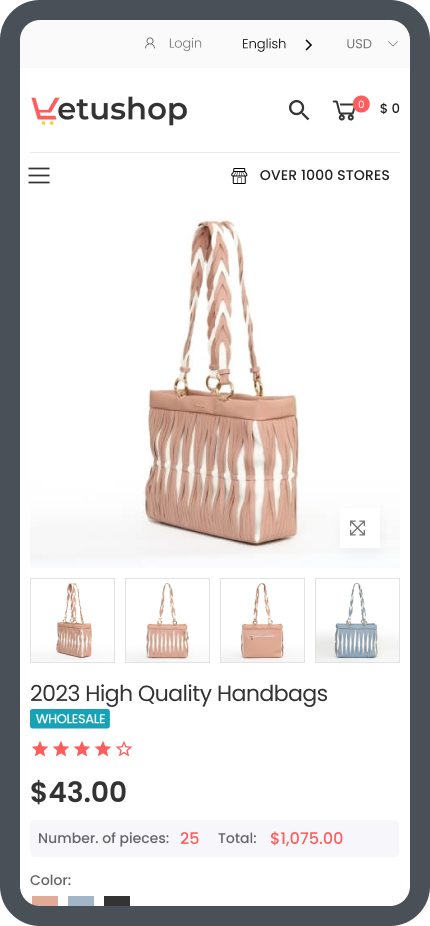 Login English USD
etushop 0 $ 0
OVER 1000 STORES
2023 High Quality Handbags
WHOLESALE
$43.00
Number. of pieces: 25 Total: $1,075.00
Color: